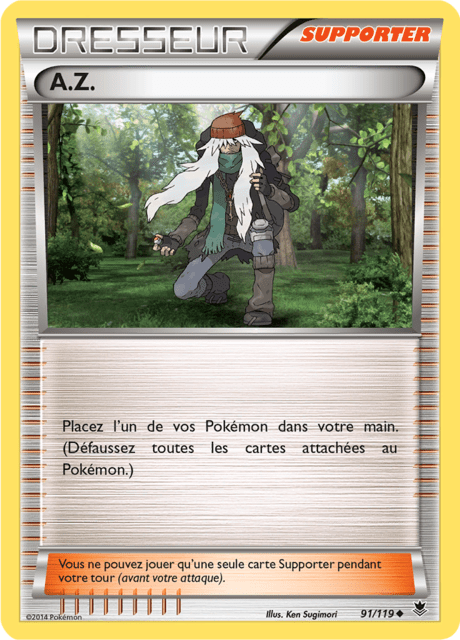 DRESSEUR SUPPORTER
A.Z.
Placez l'un de vos Pokémon dans votre main.
(Défaussez toutes les cartes attachées au
Pokémon.)
Vous ne pouvez jouer qu'une seule carte Supporter pendant
votre tour (avant votre attaque).
©2014 Pokémon Illus. Ken Sugimori 91/119 ◆